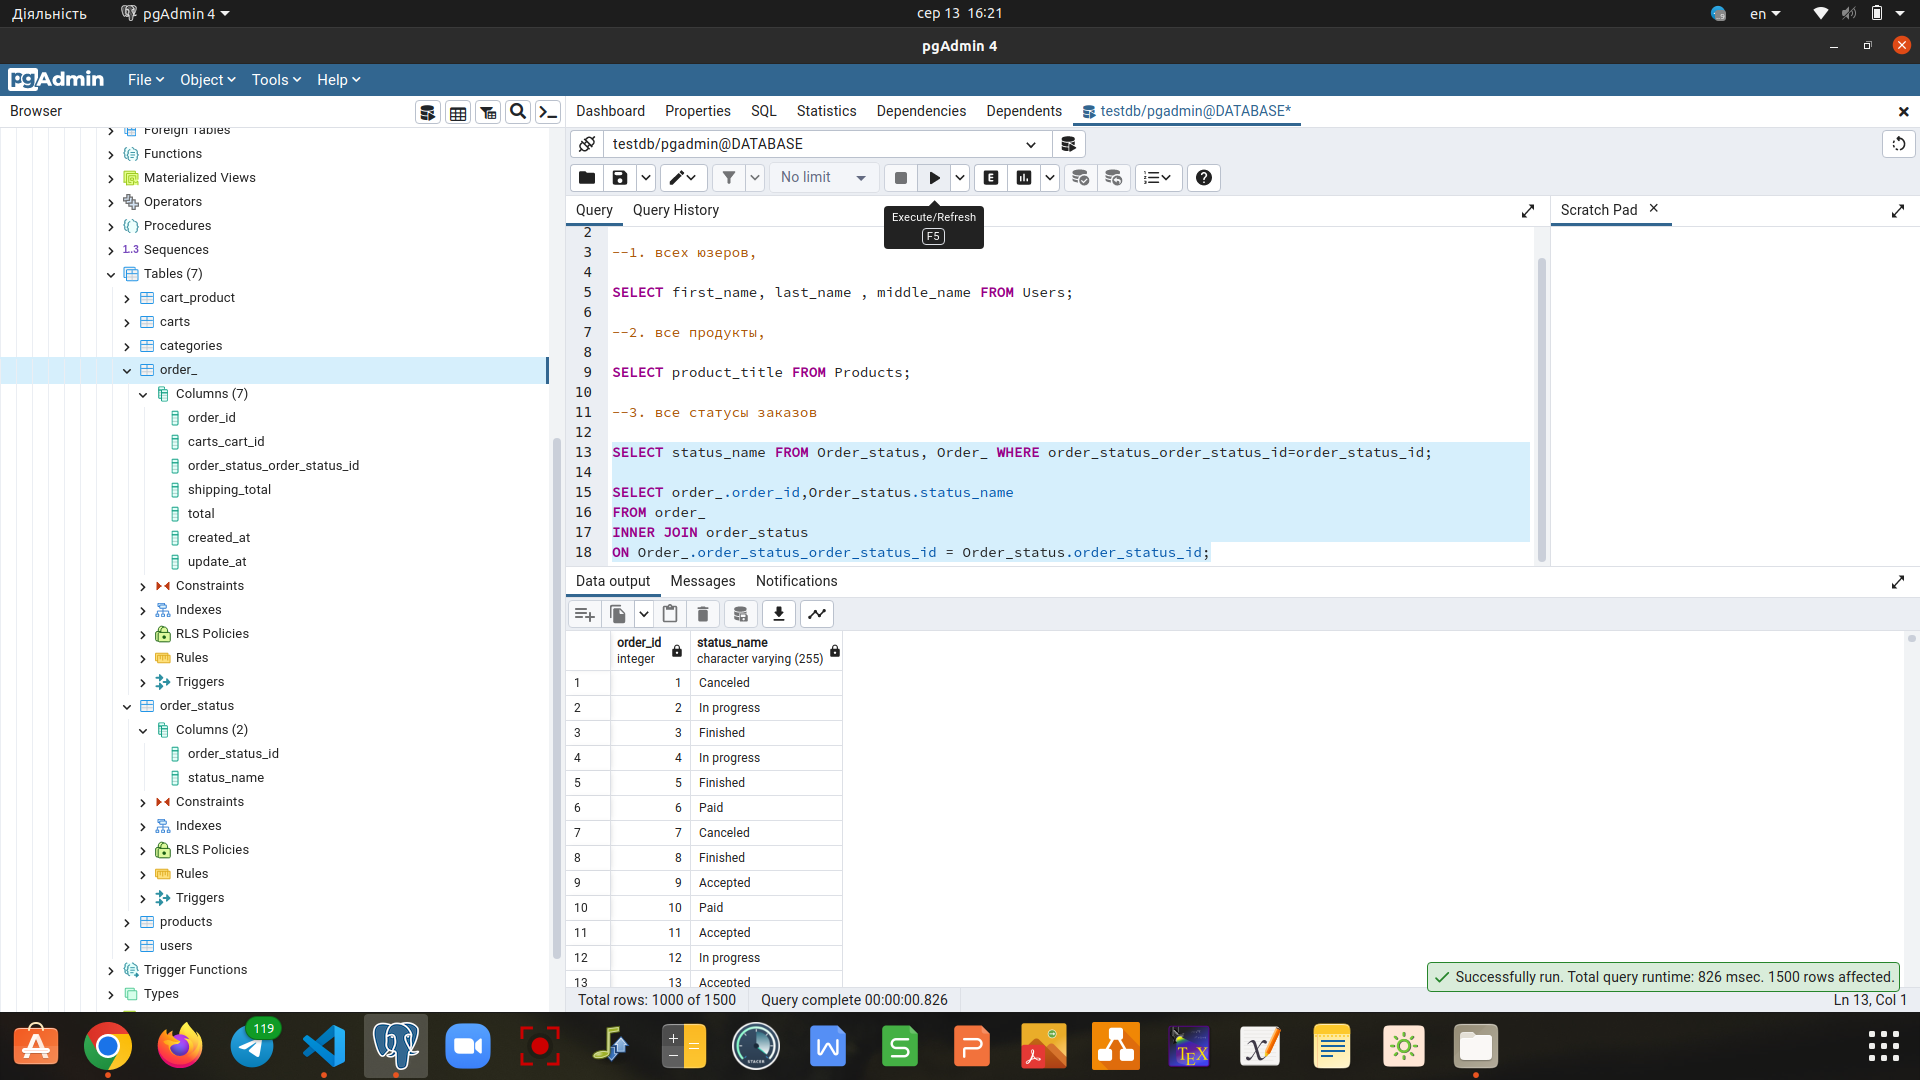 Діяльність
pgAdmin 4
сер 13 16:21
en
pgAdmin 4
pgAdmin
File
Object
Tools
Help
Browser
Foreign Tables
Functions
Materialized Views
Operators
Procedures
1..3 Sequences
Tables (7)
cart_product
carts
categories
order_
Columns (7)
order_id
carts_cart_id
order_status_order_status_id
shipping_total
total
created_at
update_at
Constraints
Indexes
RLS Policies
Rules
Triggers
order_status
Columns (2)
order_status_id
status_name
Constraints
Indexes
RLS Policies
Rules
Triggers
products
users
Trigger Functions
Types
Dashboard
Properties
SQL
Statistics
Dependencies
Dependents
testdb/pgadmin@DATABASE*
testdb/pgadmin@DATABASE
No limit
E
Query
Query History
Execute/Refresh
F5
Scratch Pad
2
3 --1. всех юзеров,
4
5 SELECT first_name, last_name , middle_name FROM Users;
6
7 --2. все продукты,
8
9 SELECT product_title FROM Products;
10
11 --3. все статусы заказов
12
13 SELECT status_name FROM Order_status, Order_ WHERE order_status_order_status_id=order_status_id;
14
15 SELECT order_.order_id,Order_status.status_name
16 FROM order_
17 INNER JOIN order_status
18 ON Order_.order_status_order_status_id = Order_status.order_status_id;
Data output
Messages
Notifications
order_id integer
status_name character varying (255)
1 1 Canceled
2 2 In progress
3 3 Finished
4 4 In progress
5 5 Finished
6 6 Paid
7 7 Canceled
8 8 Finished
9 9 Accepted
10 10 Paid
11 11 Accepted
12 12 In progress
13 13 Accepted
Successfully run. Total query runtime: 826 msec. 1500 rows affected.
Total rows: 1000 of 1500
Query complete 00:00:00.826
Ln 13, Col 1
119
STACER
W
S
P
TEX
X